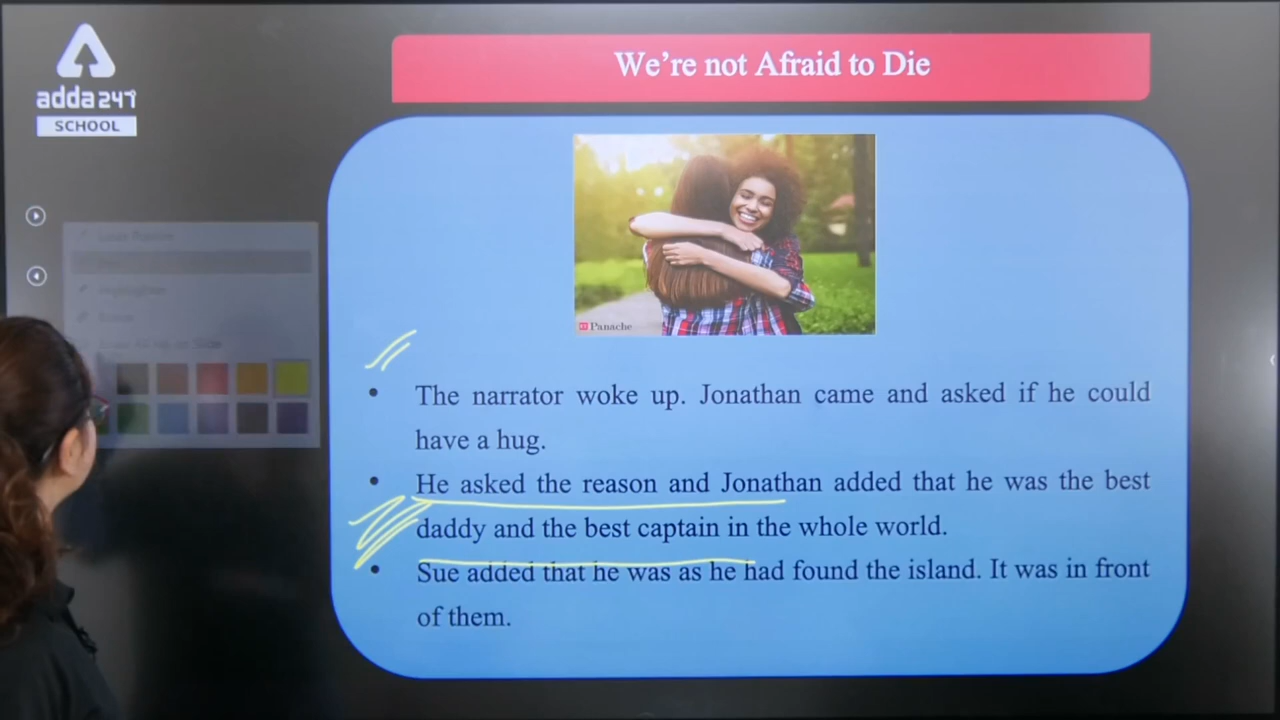 adda247
SCHOOL
We're not Afraid to Die
Panache
• The narrator woke up. Jonathan came and asked if he could
have a hug.
• He asked the reason and Jonathan added that he was the best
daddy and the best captain in the whole world.
• Sue added that he was as he had found the island. It was in front
of them.